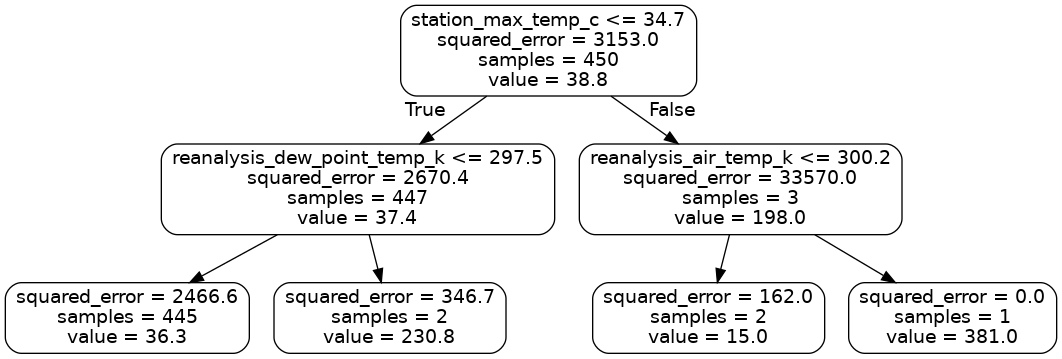 station_max_temp_c <= 34.7
squared_error = 3153.0
samples = 450
value = 38.8
True
False
reanalysis_dew_point_temp_k <= 297.5
squared_error = 2670.4
samples = 447
value = 37.4
reanalysis_air_temp_k <= 300.2
squared_error = 33570.0
samples = 3
value = 198.0
squared_error = 2466.6
samples = 445
value = 36.3
squared_error = 346.7
samples = 2
value = 230.8
squared_error = 162.0
samples = 2
value = 15.0
squared_error = 0.0
samples = 1
value = 381.0